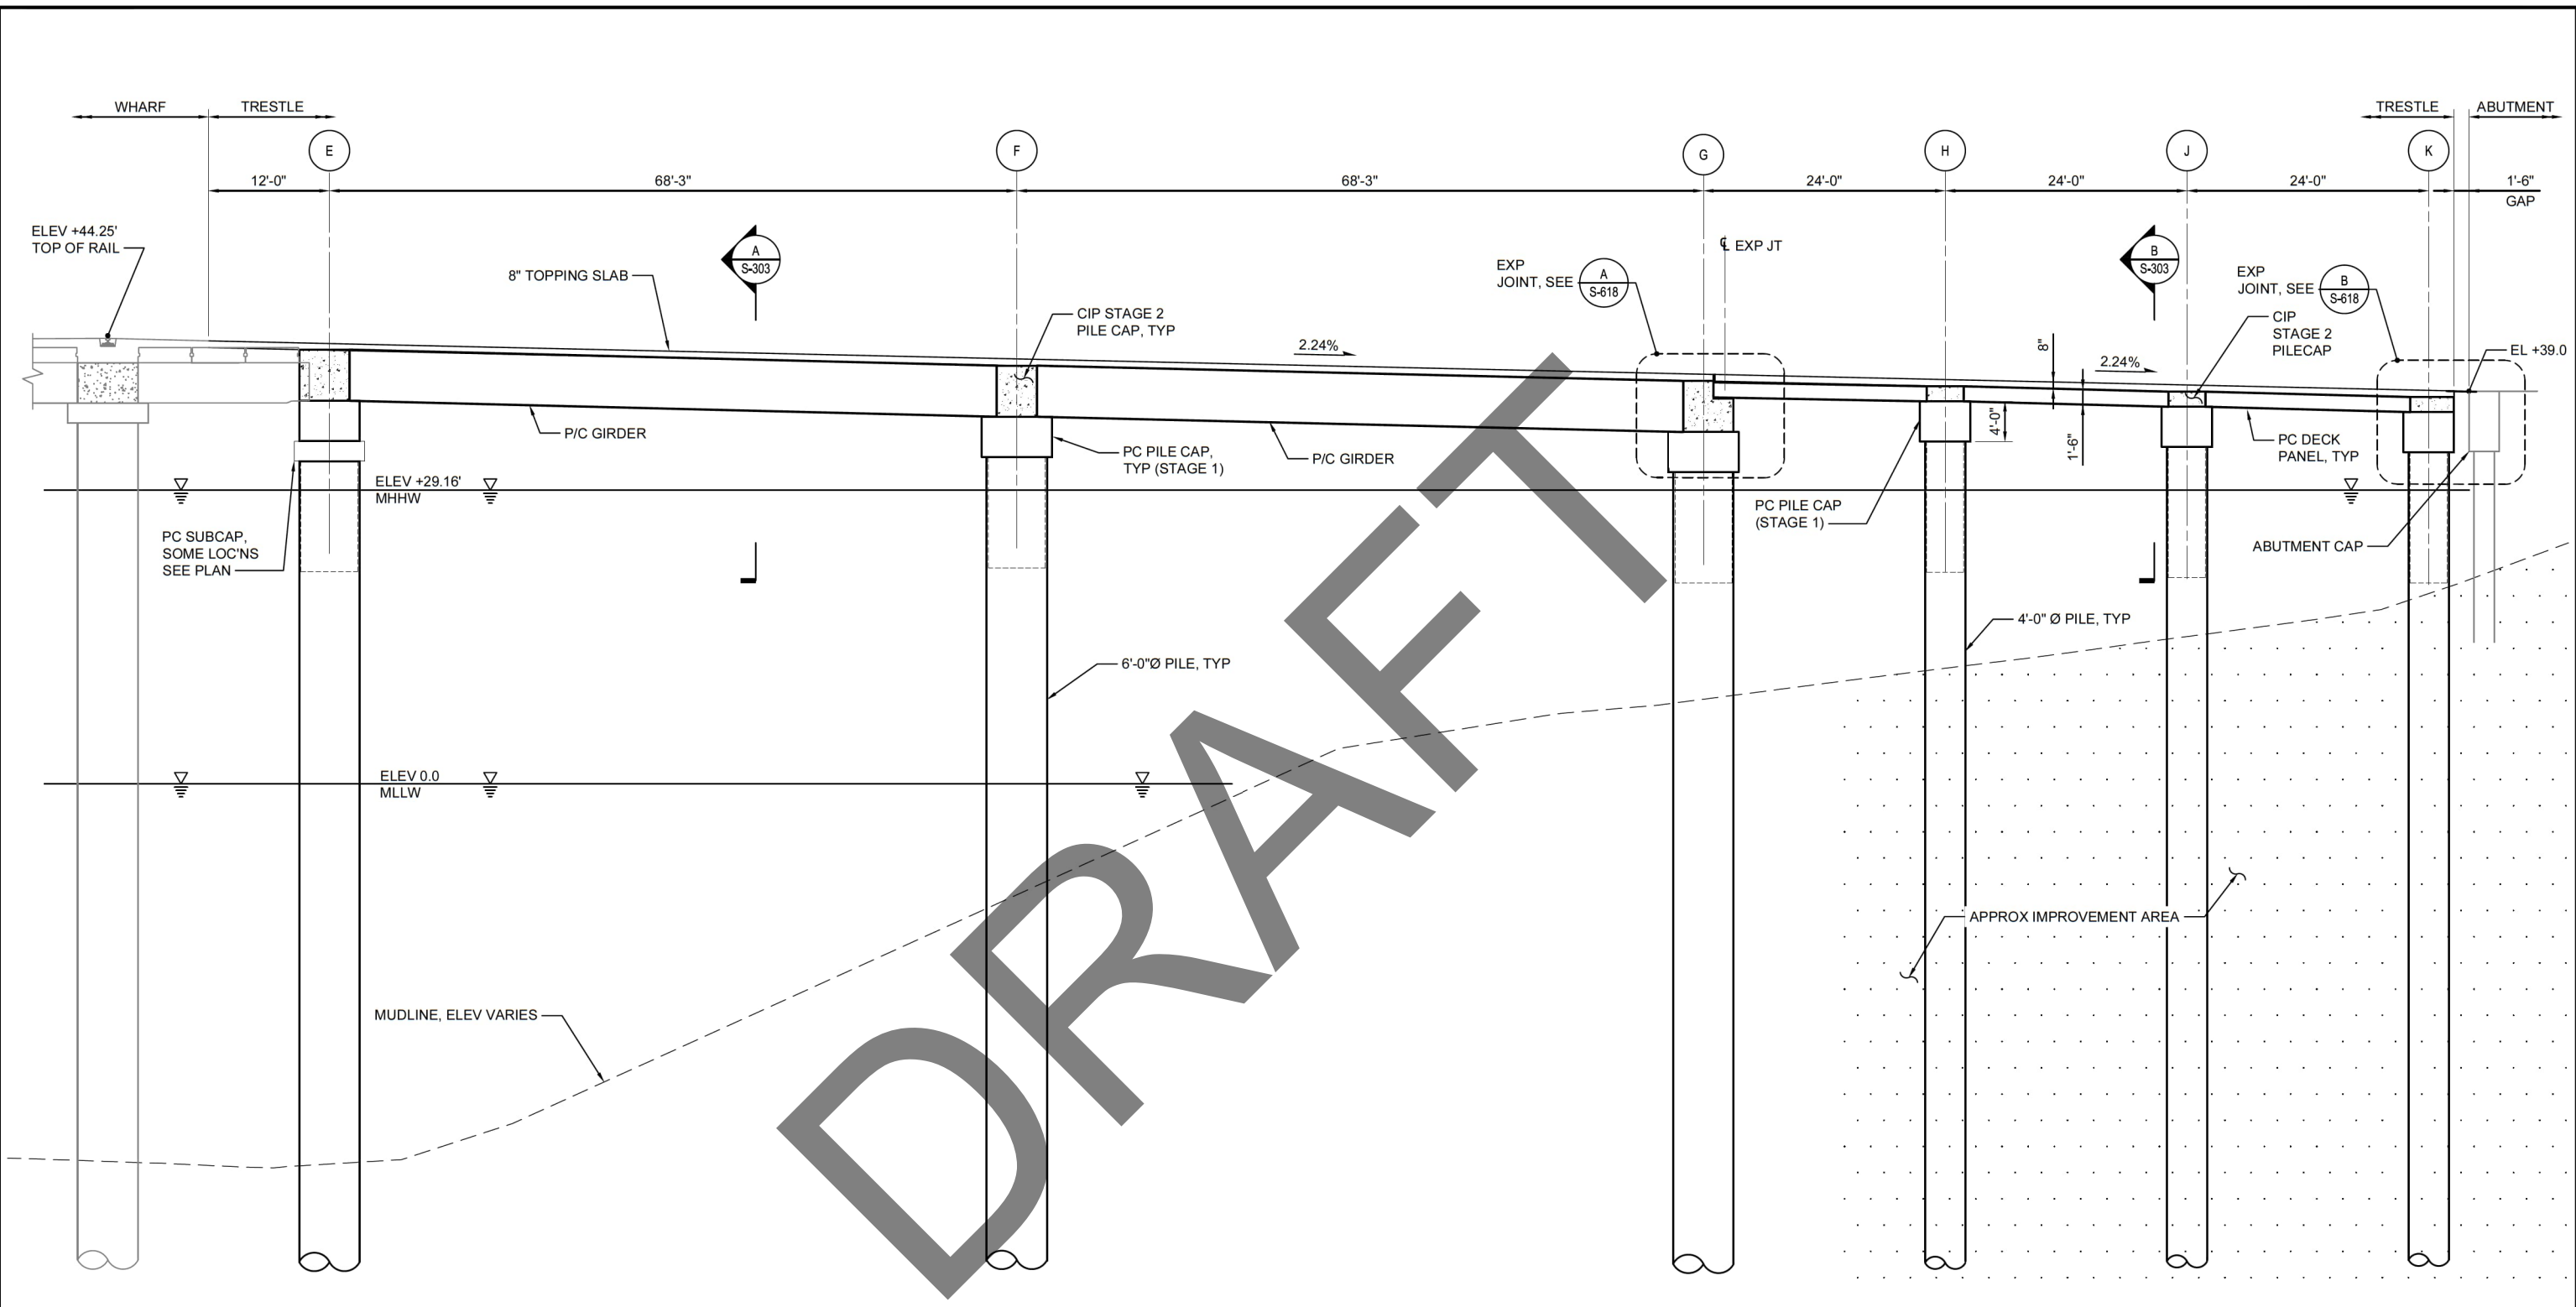 WHARF
TRESTLE
TRESTLE
ABUTMENT
E
F
G
H
J
K
12'-0"
68'-3"
68'-3"
24'-0"
24'-0"
24'-0"
1'-6"
GAP
ELEV +44.25'
TOP OF RAIL
8" TOPPING SLAB
A
S-303
CIP STAGE 2
PILE CAP, TYP
2.24%
EXP
JOINT, SEE
A
S-618
℄ EXP JT
B
S-303
EXP
JOINT, SEE
B
S-618
CIP
STAGE 2
PILECAP
8"
2.24%
EL +39.0
P/C GIRDER
PC PILE CAP,
TYP (STAGE 1)
P/C GIRDER
4'-0"
1'-6"
PC DECK
PANEL, TYP
ELEV +29.16'
MHHW
PC PILE CAP
(STAGE 1)
PC SUBCAP,
SOME LOC'NS
SEE PLAN
ABUTMENT CAP
4'-0" Ø PILE, TYP
6'-0"Ø PILE, TYP
ELEV 0.0
MLLW
APPROX IMPROVEMENT AREA
MUDLINE, ELEV VARIES
DRAFT